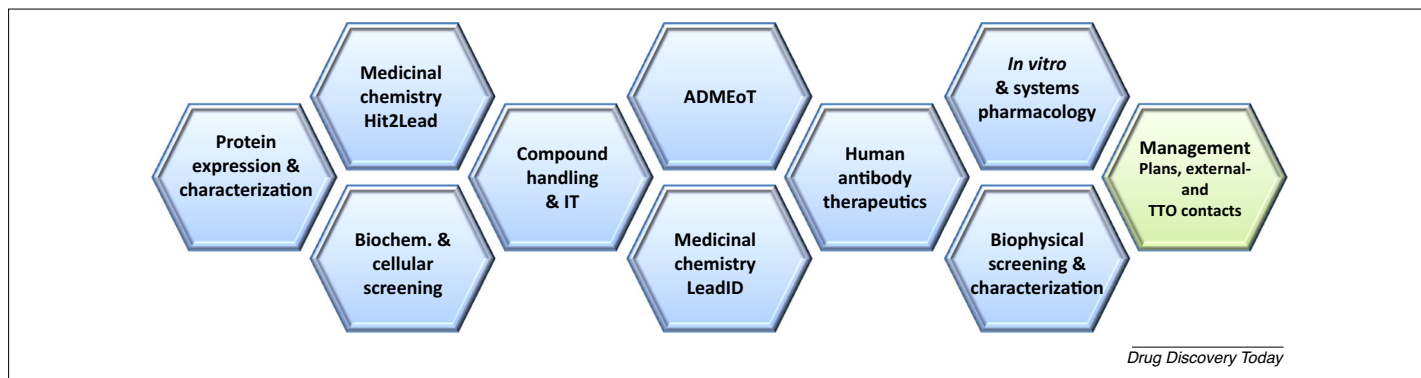 Protein
expression &
characterization
Medicinal
chemistry
Hit2Lead
Biochem. &
cellular
screening
Compound
handling
& IT
ADMEoT
Medicinal
chemistry
LeadID
Human
antibody
therapeutics
In vitro
& systems
pharmacology
Biophysical
screening &
characterization
Management
Plans, external-
and
TTO contacts
Drug Discovery Today